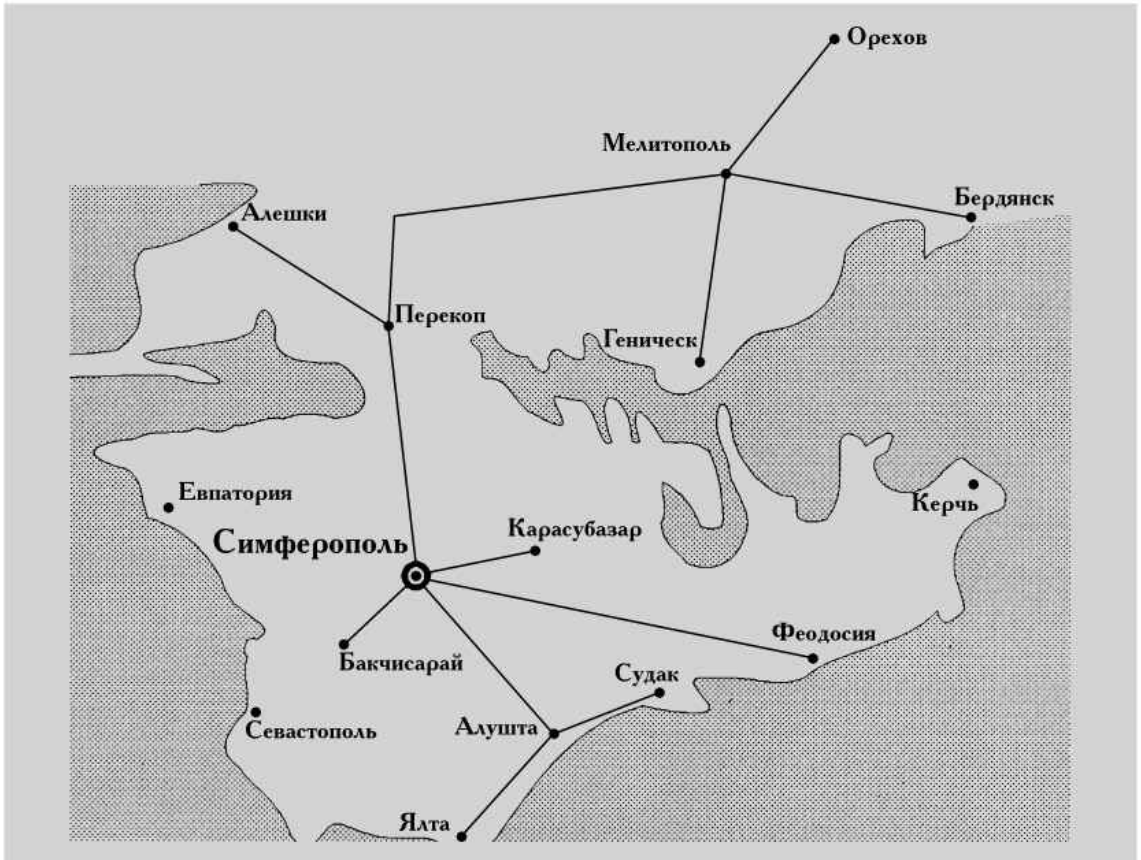 Орехов
Мелитополь
Бердянск
Алешки
Перекоп
Геническ
Евпатория
Керчь
Карасубазар
Симферополь
Феодосия
Бакчисарай
Судак
Севастополь
Алушта
Ялта